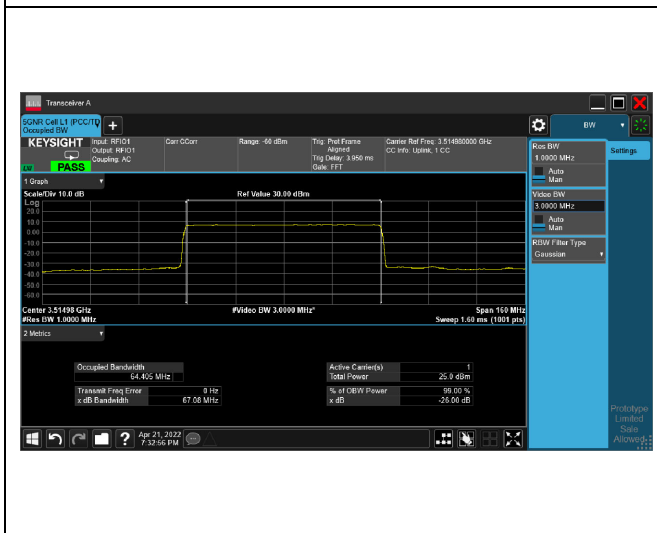 Transceiver A
5GNR Cell L1 (PCC/TD
Occupied BW
BW
KEYSIGHT
LXI
PASS
Input: RFIO1
Output: RFIO1
Coupling: AC
Corr CCorr
Range: -60 dBm
Trig: Prot Frame
Aligned
Trig Delay: 3.950 ms
Gate: FFT
Carrier Ref Freq: 3.514980000 GHz
CC Info: Uplink, 1 CC
1 Graph
Scale/Div 10.0 dB
Ref Value 30.00 dBm
Log
20.0
10.0
0.00
-10.0
-20.0
-30.0
-40.0
-50.0
-60.0
Center 3.51498 GHz
#Video BW 3.0000 MHz*
Span 160 MHz
#Res BW 1.0000 MHz
Sweep 1.60 ms (1001 pts)
2 Metrics
Occupied Bandwidth
64.405 MHz
Transmit Freq Error 0 Hz
x dB Bandwidth 67.08 MHz
Active Carrier(s) 1
Total Power 25.0 dBm
% of OBW Power 99.00 %
x dB -26.00 dB
Apr 21, 2022
7:32:56 PM
Res BW
1.0000 MHz
Auto
Man
Video BW
3.0000 MHz
Auto
Man
RBW Filter Type
Gaussian
Settings
Prototype
Limited
Sale
Allowed